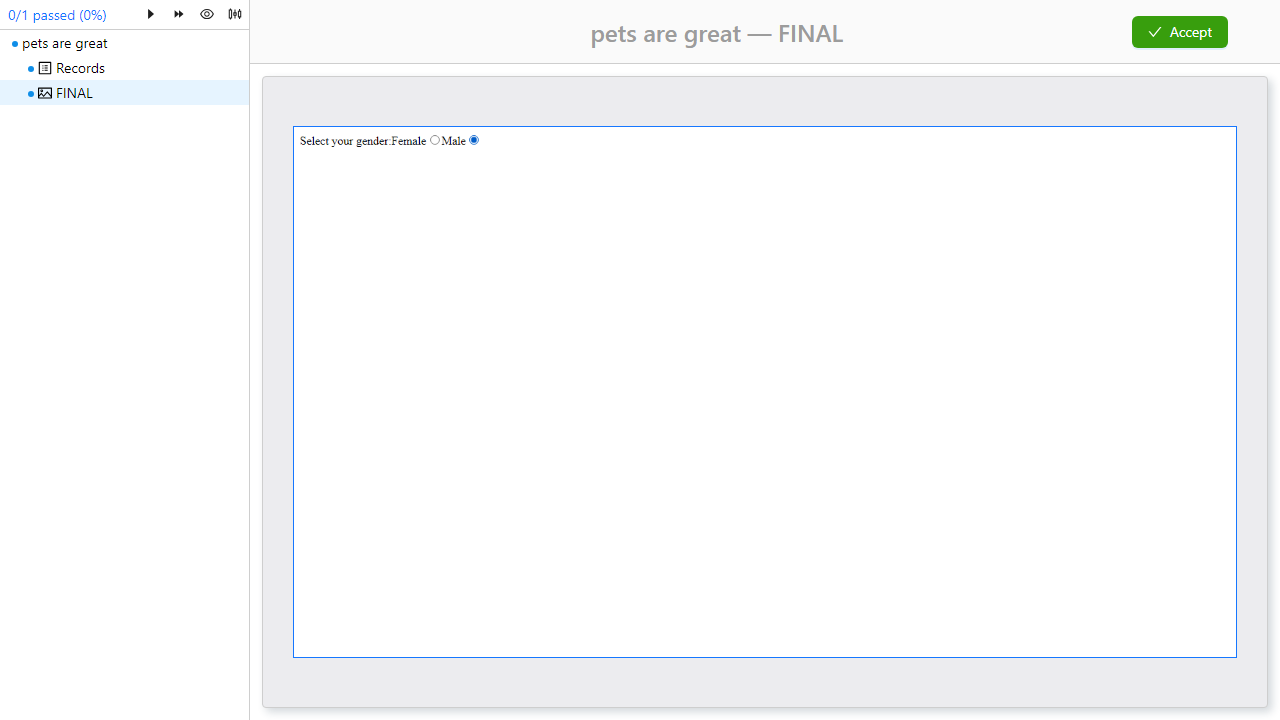 0/1 passed (0%)
pets are great — FINAL
Accept
pets are great
Records
FINAL
Select your gender:Female Male